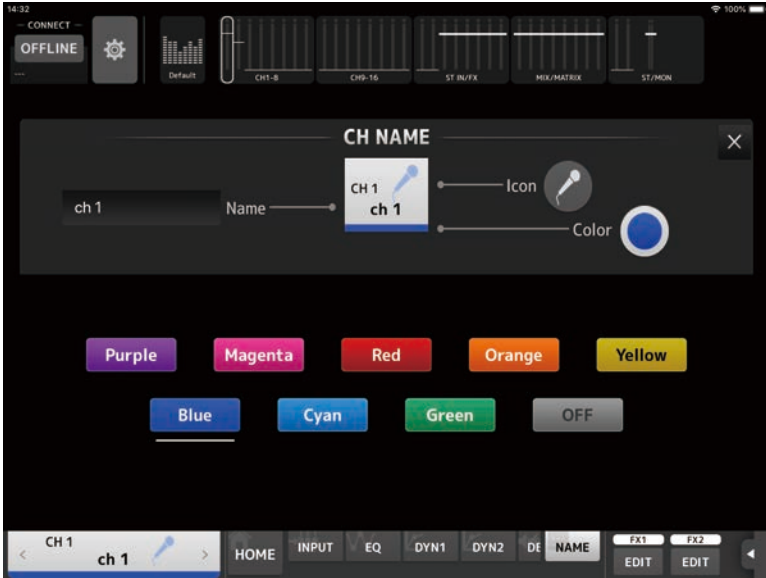 14:32
100%
CONNECT
OFFLINE
---
Default
CH1-8
CH9-16
ST IN/FX
MIX/MATRIX
ST/MON
CH NAME
X
ch 1
Name
CH 1
ch 1
Icon
Color
Purple
Magenta
Red
Orange
Yellow
Blue
Cyan
Green
OFF
CH 1
ch 1
HOME
INPUT
EQ
DYN1
DYN2
DE
NAME
FX1
EDIT
FX2
EDIT